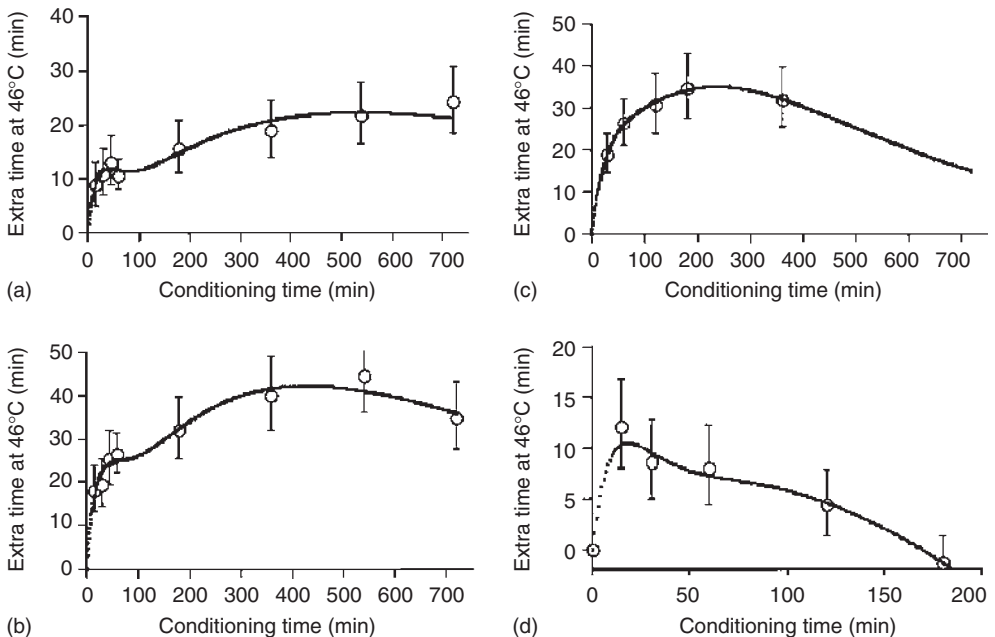 40
30
20
10
0
0 100 200 300 400 500 600 700
Extra time at 46°C (min)
Conditioning time (min)
(a)
50
40
30
20
10
0
0 100 200 300 400 500 600 700
Extra time at 46°C (min)
Conditioning time (min)
(c)
50
40
30
20
10
0
0 100 200 300 400 500 600 700
Extra time at 46°C (min)
Conditioning time (min)
(b)
20
15
10
5
0
0 50 100 150 200
Extra time at 46°C (min)
Conditioning time (min)
(d)